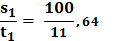 s₁/t₁ = 100/11 , 64